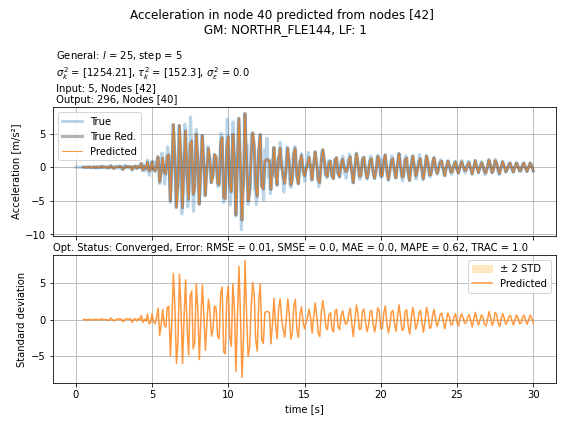 Acceleration in node 40 predicted from nodes [42]
GM: NORTHR_FLE144, LF: 1
General: l = 25, step = 5
σ²ₖ = [1254.21], τ²ₖ = [152.3], σ²ε = 0.0
Input: 5, Nodes [42]
Output: 296, Nodes [40]
Acceleration [m/s²]
5
0
−5
−10
True
True Red.
Predicted
Opt. Status: Converged, Error: RMSE = 0.01, SMSE = 0.0, MAE = 0.0, MAPE = 0.62, TRAC = 1.0
Standard deviation
5
0
−5
± 2 STD
Predicted
0 5 10 15 20 25 30
time [s]